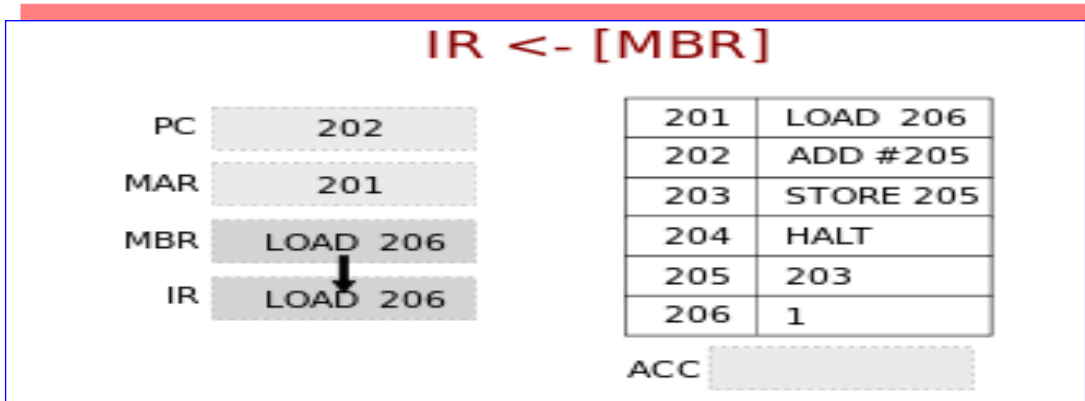 IR <- [MBR]
PC 202
MAR 201
MBR LOAD 206
IR LOAD 206
201 LOAD 206
202 ADD #205
203 STORE 205
204 HALT
205 203
206 1
ACC